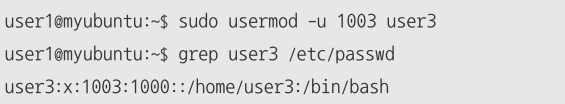 user1@myubuntu:~$ sudo usermod -u 1003 user3
user1@myubuntu:~$ grep user3 /etc/passwd
user3:x:1003:1000::/home/user3:/bin/bash